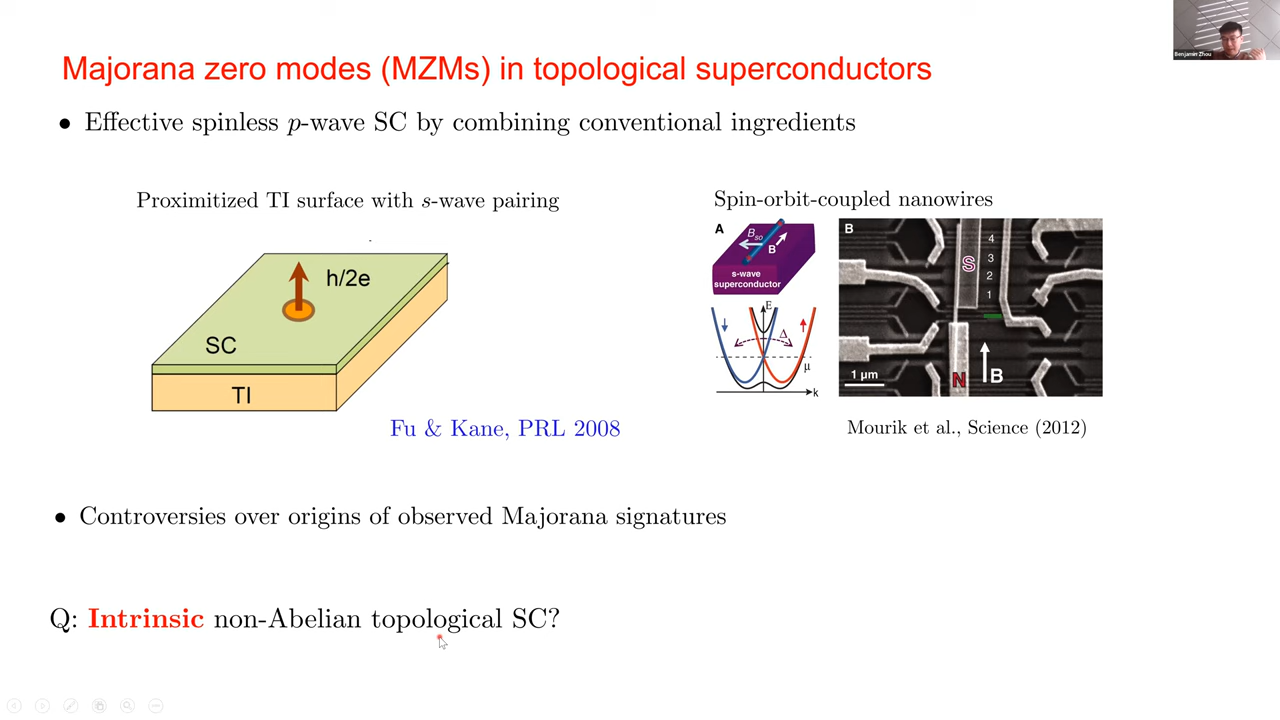 Benjamin Zhou
Majorana zero modes (MZMs) in topological superconductors
• Effective spinless p-wave SC by combining conventional ingredients
Proximitized TI surface with s-wave pairing
h/2e
SC
TI
Fu & Kane, PRL 2008
Spin-orbit-coupled nanowires
A
Bso
B
s-wave
superconductor
E
Δ
μ
k
B
S
4
3
2
1
N
B
1 μm
Mourik et al., Science (2012)
• Controversies over origins of observed Majorana signatures
Q: Intrinsic non-Abelian topological SC?